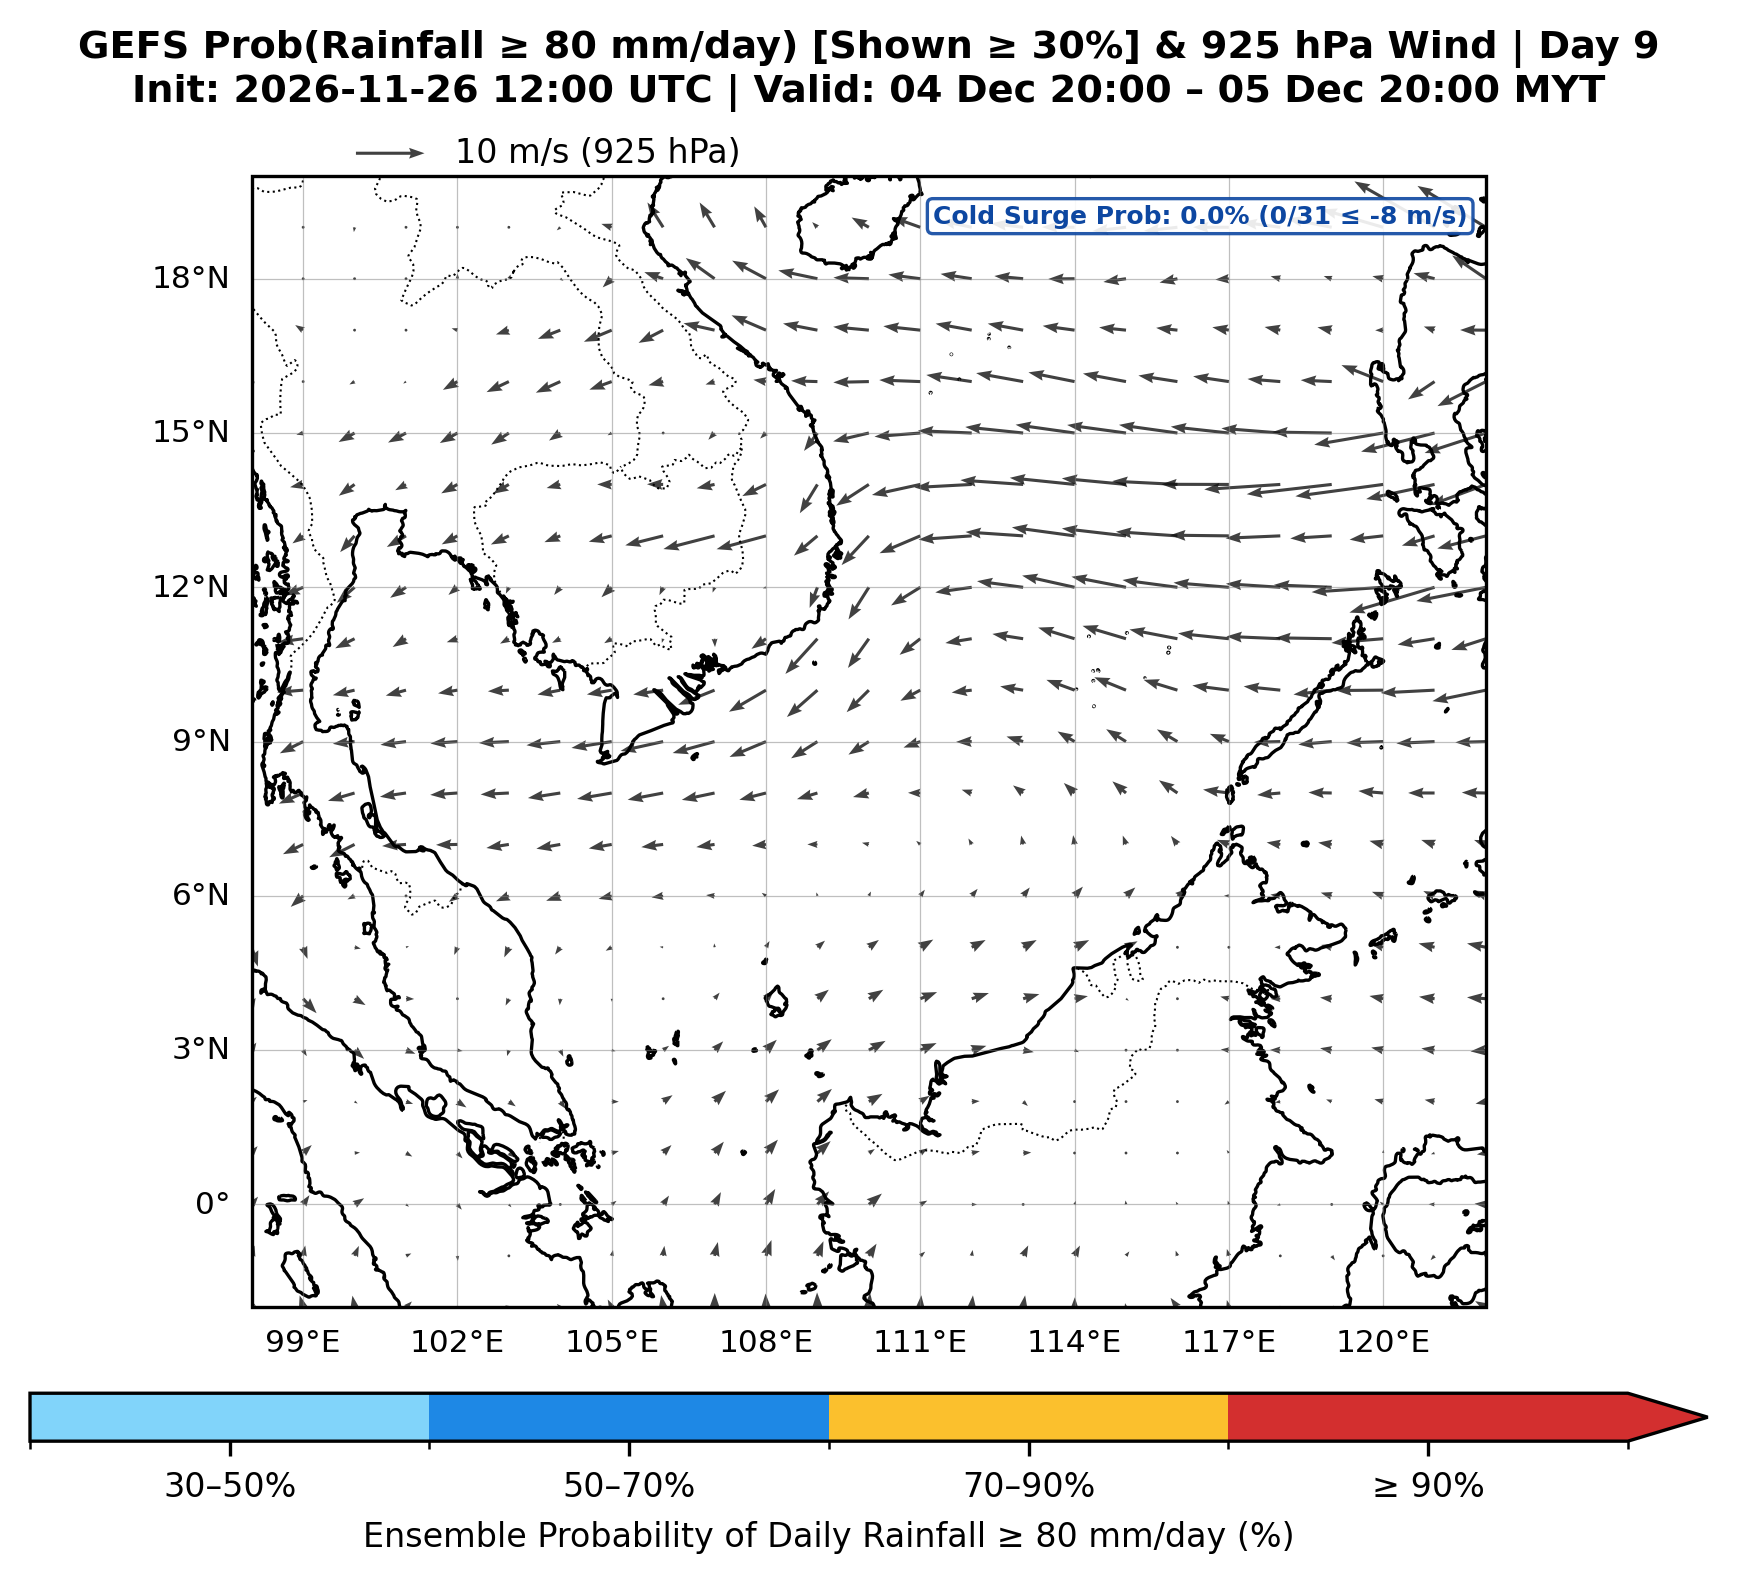 GEFS Prob(Rainfall ≥ 80 mm/day) [Shown ≥ 30%] & 925 hPa Wind | Day 9
Init: 2026-11-26 12:00 UTC | Valid: 04 Dec 20:00 – 05 Dec 20:00 MYT
10 m/s (925 hPa)
Cold Surge Prob: 0.0% (0/31 ≤ -8 m/s)
18°N
15°N
12°N
9°N
6°N
3°N
0°
99°E 102°E 105°E 108°E 111°E 114°E 117°E 120°E
30–50% 50–70% 70–90% ≥ 90%
Ensemble Probability of Daily Rainfall ≥ 80 mm/day (%)